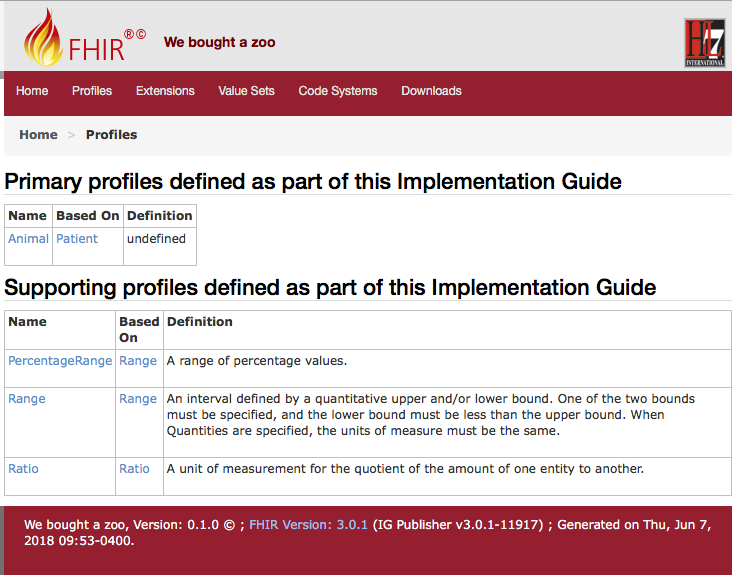 FHIR®© We bought a zoo
HL7
INTERNATIONAL
Home Profiles Extensions Value Sets Code Systems Downloads
Home > Profiles
Primary profiles defined as part of this Implementation Guide
Name Based On Definition
Animal Patient undefined
Supporting profiles defined as part of this Implementation Guide
Name Based Definition
On
PercentageRange Range A range of percentage values.
Range Range An interval defined by a quantitative upper and/or lower bound. One of the two bounds
must be specified, and the lower bound must be less than the upper bound. When
Quantities are specified, the units of measure must be the same.
Ratio Ratio A unit of measurement for the quotient of the amount of one entity to another.
We bought a zoo, Version: 0.1.0 © ; FHIR Version: 3.0.1 (IG Publisher v3.0.1-11917) ; Generated on Thu, Jun 7,
2018 09:53-0400.